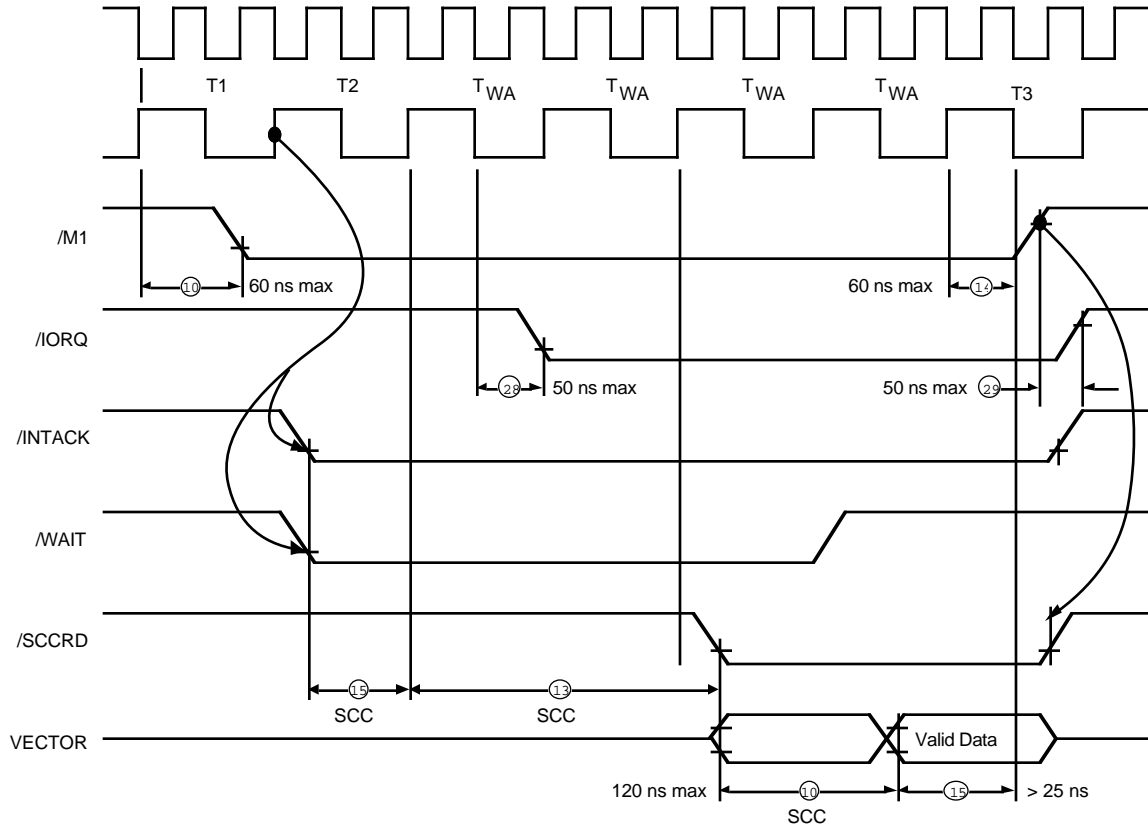 T1 T2 TWA TWA TWA TWA T3
/M1
10 60 ns max 60 ns max 14
/IORQ
28 50 ns max 50 ns max 29
/INTACK
/WAIT
/SCCRD
15 13
SCC SCC
VECTOR Valid Data
120 ns max 10 15 > 25 ns
SCC